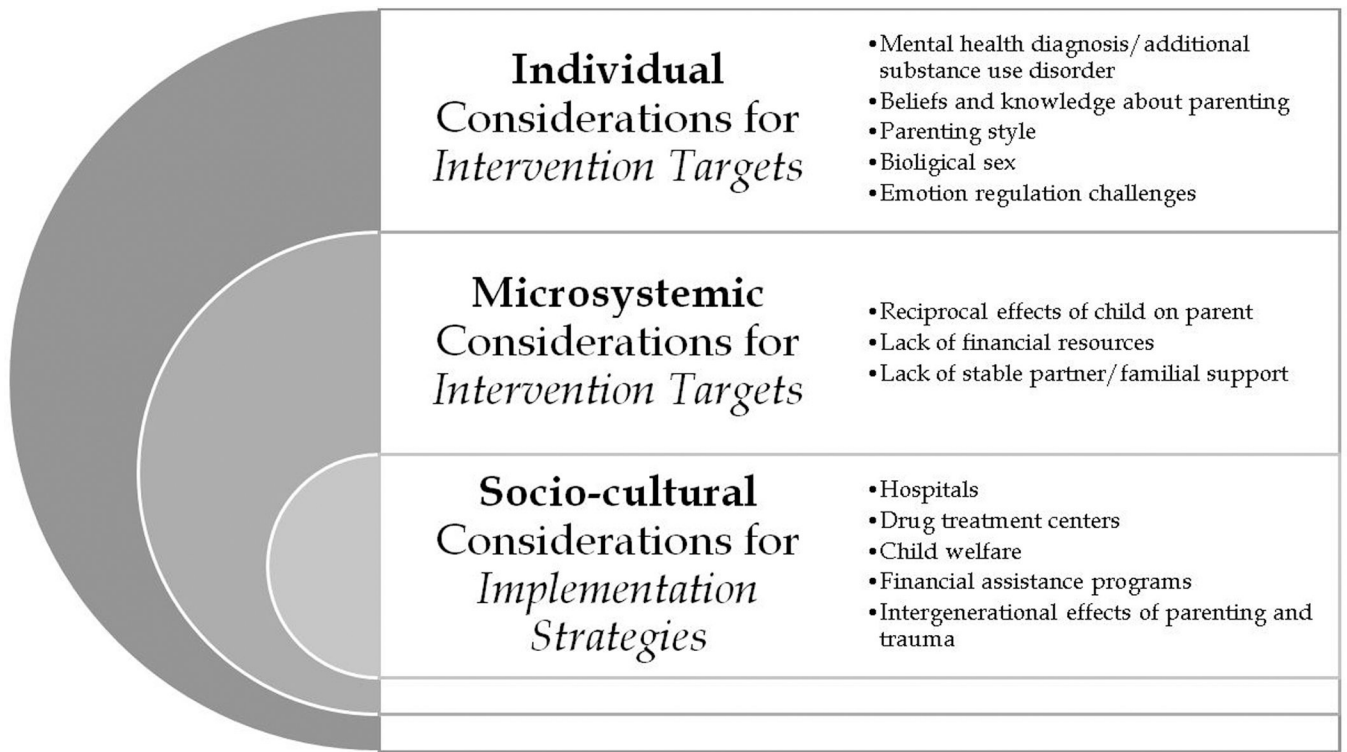 Individual
Considerations for
Intervention Targets
•Mental health diagnosis/additional
substance use disorder
•Beliefs and knowledge about parenting
•Parenting style
•Bioligical sex
•Emotion regulation challenges
Microsystemic
Considerations for
Intervention Targets
•Reciprocal effects of child on parent
•Lack of financial resources
•Lack of stable partner/familial support
Socio-cultural
Considerations for
Implementation
Strategies
•Hospitals
•Drug treatment centers
•Child welfare
•Financial assistance programs
•Intergenerational effects of parenting and
trauma